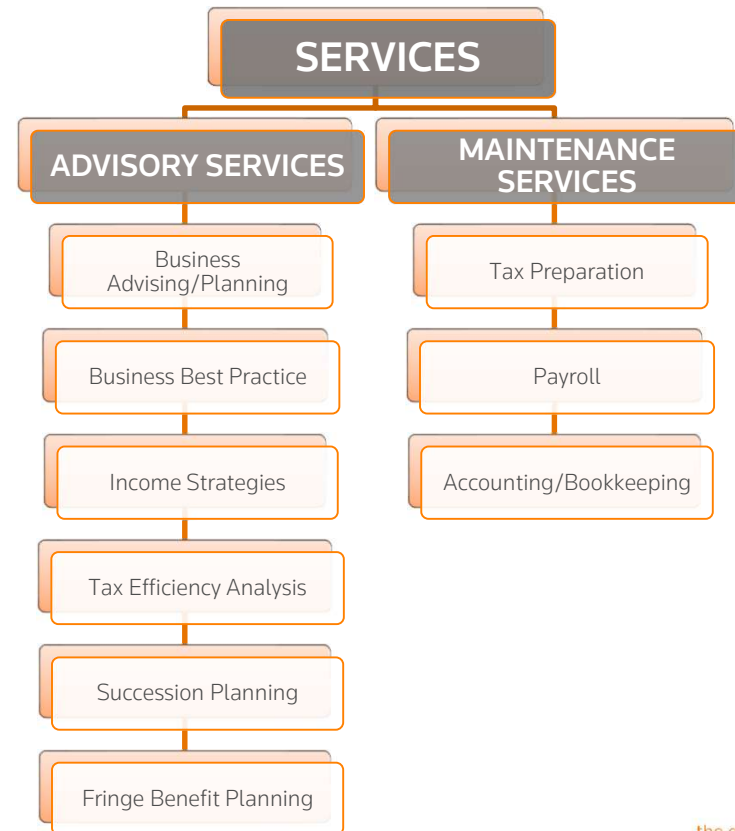 SERVICES
ADVISORY SERVICES
MAINTENANCE
SERVICES
Business
Advising/Planning
Business Best Practice
Income Strategies
Tax Efficiency Analysis
Succession Planning
Fringe Benefit Planning
Tax Preparation
Payroll
Accounting/Bookkeeping